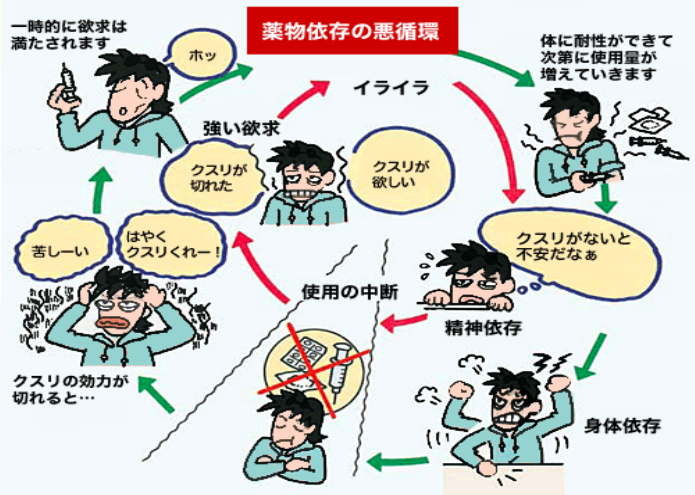 薬物依存の悪循環
一時的に欲求は
満たされます
ホッ
体に耐性ができて
次第に使用量が
増えていきます
イライラ
強い欲求
クスリが
切れた
クスリが
欲しい
苦しーい
はやく
クスリくれー！
クスリがないと
不安だなぁ
使用の中断
精神依存
クスリの効力が
切れると…
身体依存